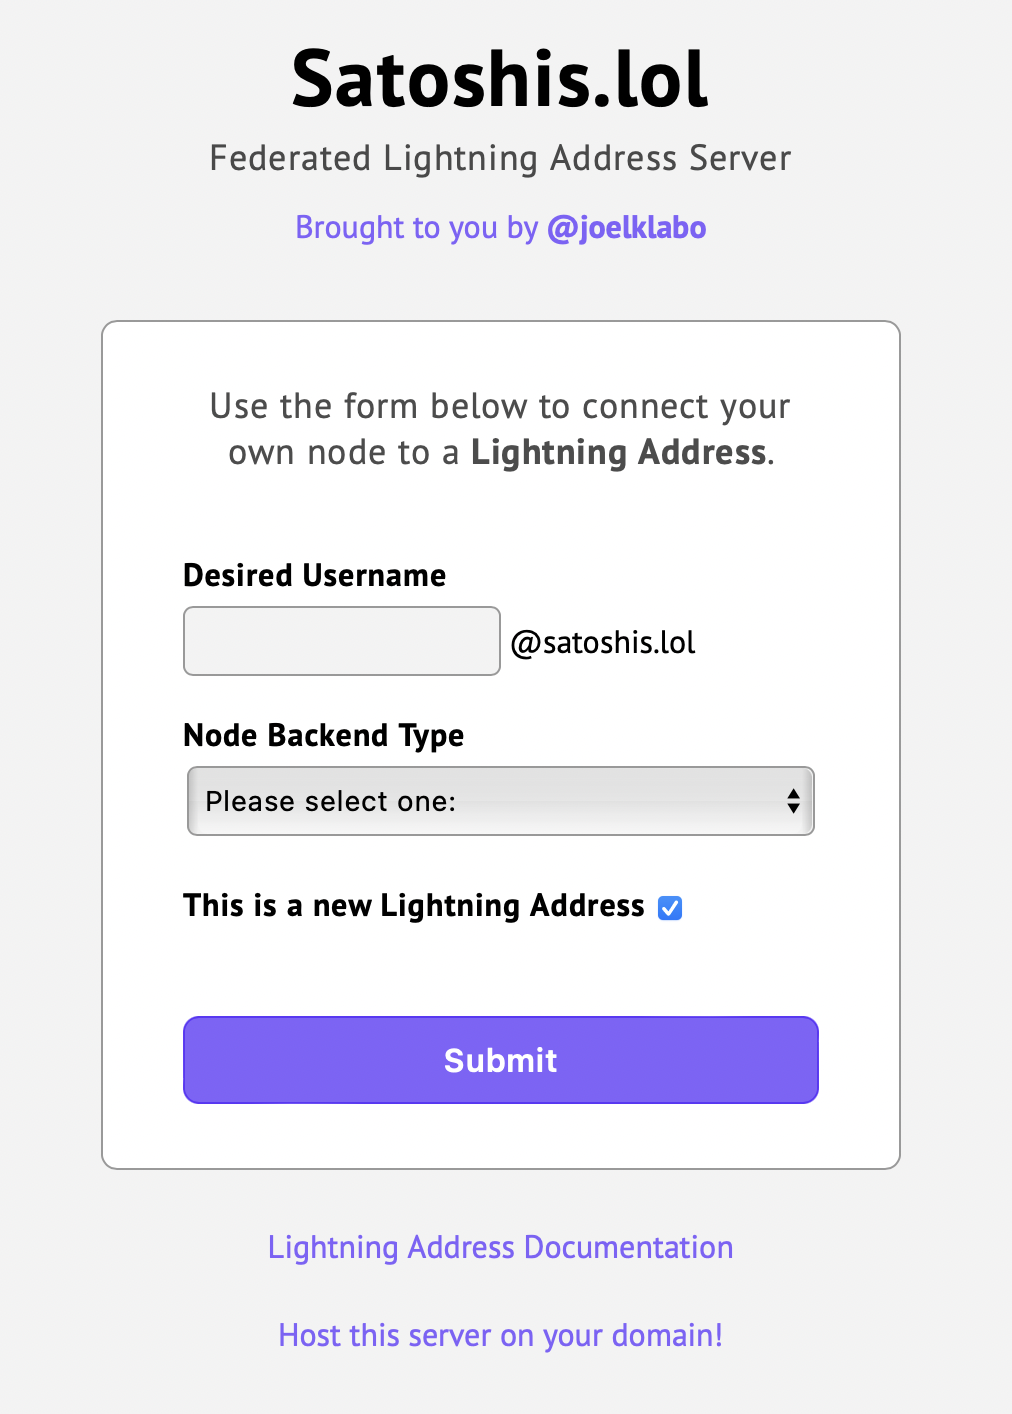 Satoshis.lol
Federated Lightning Address Server
Brought to you by @joelklabo
Use the form below to connect your
own node to a Lightning Address.
Desired Username
@satoshis.lol
Node Backend Type
Please select one:
This is a new Lightning Address
Submit
Lightning Address Documentation
Host this server on your domain!